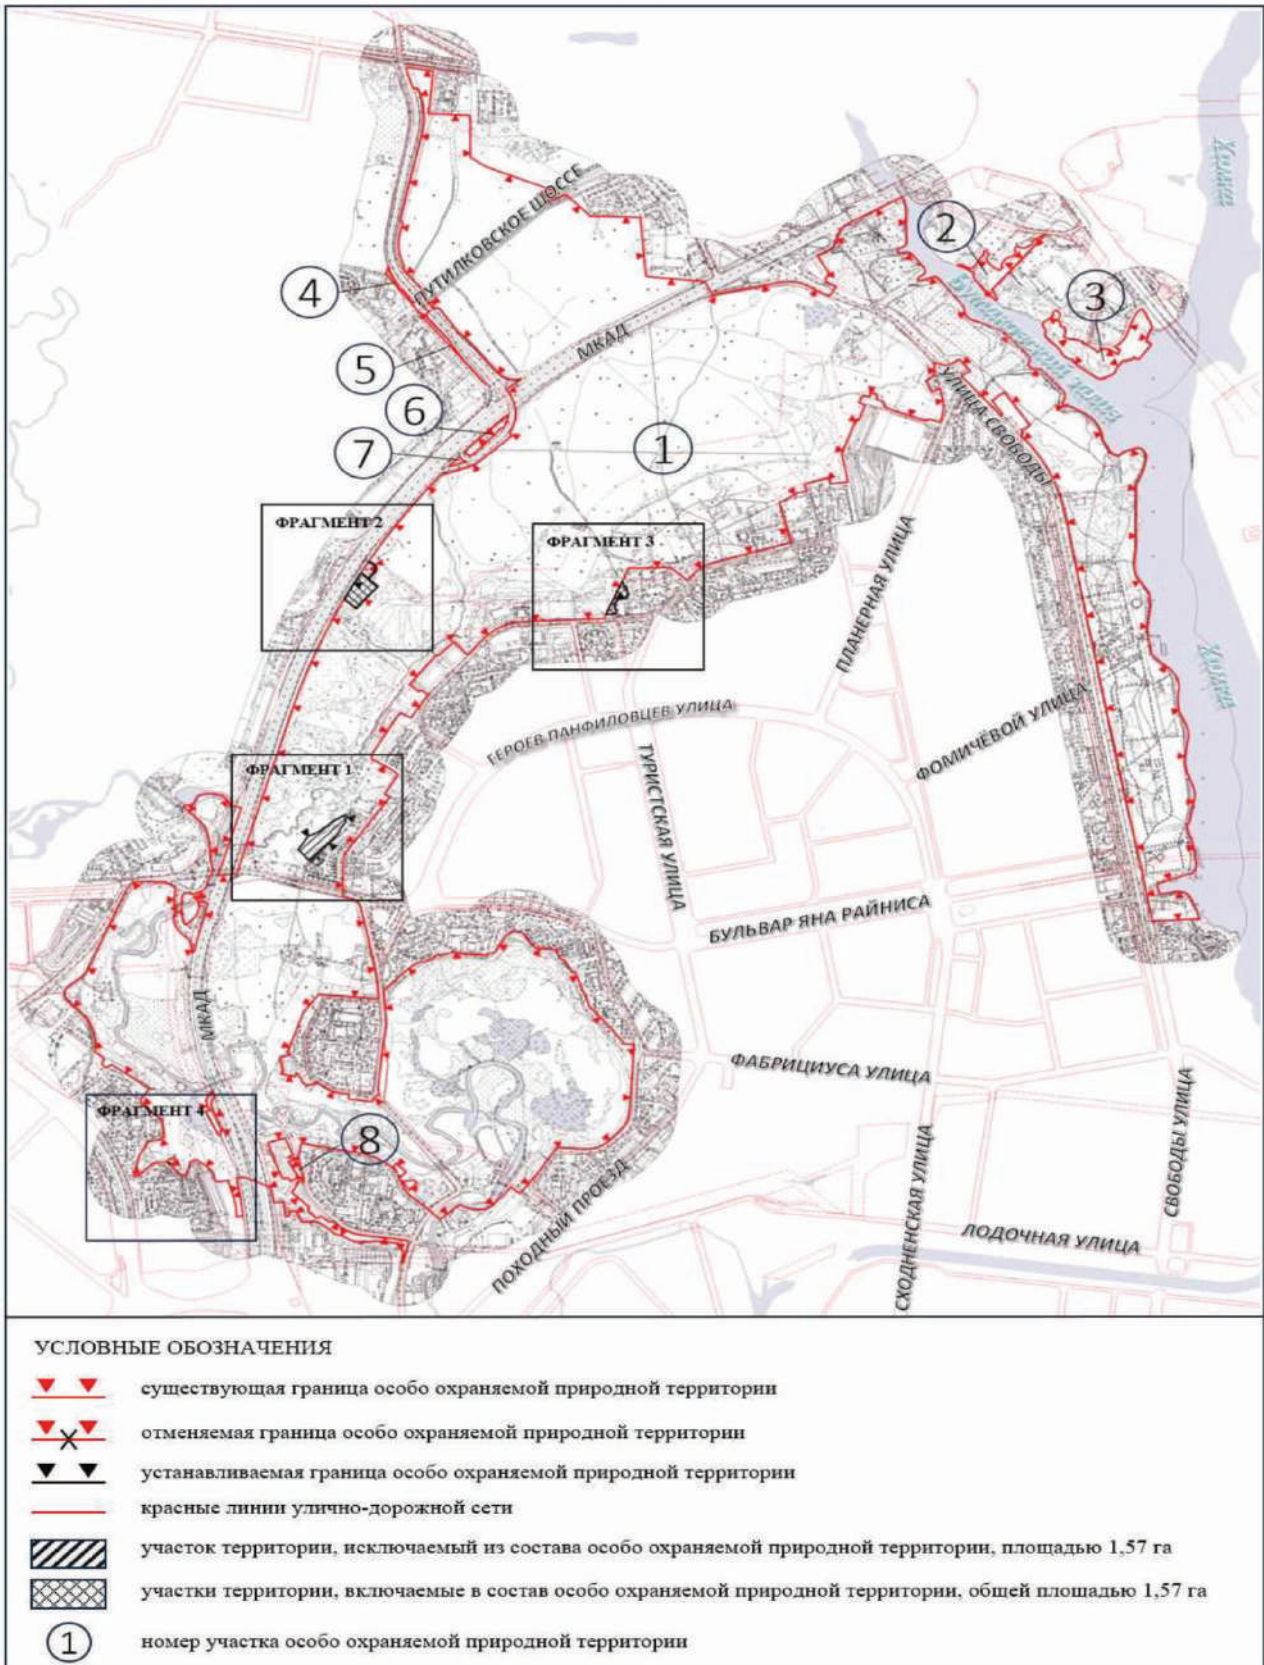 Химка
ПУТИЛКОВСКОЕ ШОССЕ
2
4
3
Бутаковский залив
МКАД
5
УЛИЦА СВОБОДЫ
6
1
7
ФРАГМЕНТ 2
ФРАГМЕНТ 3
ПЛАНЕРНАЯ УЛИЦА
Химка
ГЕРОЕВ ПАНФИЛОВЦЕВ УЛИЦА
ФОМИЧЁВОЙ УЛИЦА
ФРАГМЕНТ 1
ТУРИСТСКАЯ УЛИЦА
БУЛЬВАР ЯНА РАЙНИСА
МКАД
ФАБРИЦИУСА УЛИЦА
ФРАГМЕНТ 4
8
ПОХОДНЫЙ ПРОЕЗД
СХОДНЕНСКАЯ УЛИЦА
СВОБОДЫ УЛИЦА
ЛОДОЧНАЯ УЛИЦА
УСЛОВНЫЕ ОБОЗНАЧЕНИЯ
существующая граница особо охраняемой природной территории
отменяемая граница особо охраняемой природной территории
устанавливаемая граница особо охраняемой природной территории
красные линии улично-дорожной сети
участок территории, исключаемый из состава особо охраняемой природной территории, площадью 1,57 га
участки территории, включаемые в состав особо охраняемой природной территории, общей площадью 1,57 га
1 номер участка особо охраняемой природной территории